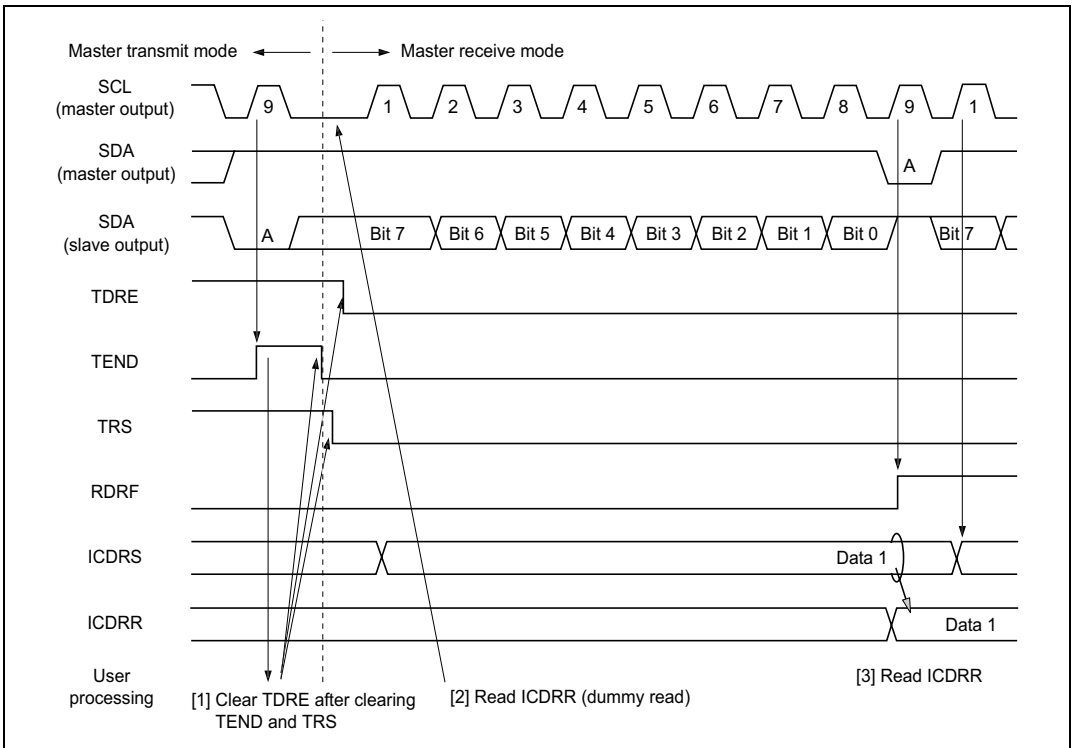 Master transmit mode
Master receive mode
SCL
(master output)
9
1
2
3
4
5
6
7
8
9
1
SDA
(master output)
A
SDA
(slave output)
A
Bit 7
Bit 6
Bit 5
Bit 4
Bit 3
Bit 2
Bit 1
Bit 0
Bit 7
TDRE
TEND
TRS
RDRF
ICDRS
Data 1
ICDRR
Data 1
User
processing
[1] Clear TDRE after clearing
TEND and TRS
[2] Read ICDRR (dummy read)
[3] Read ICDRR